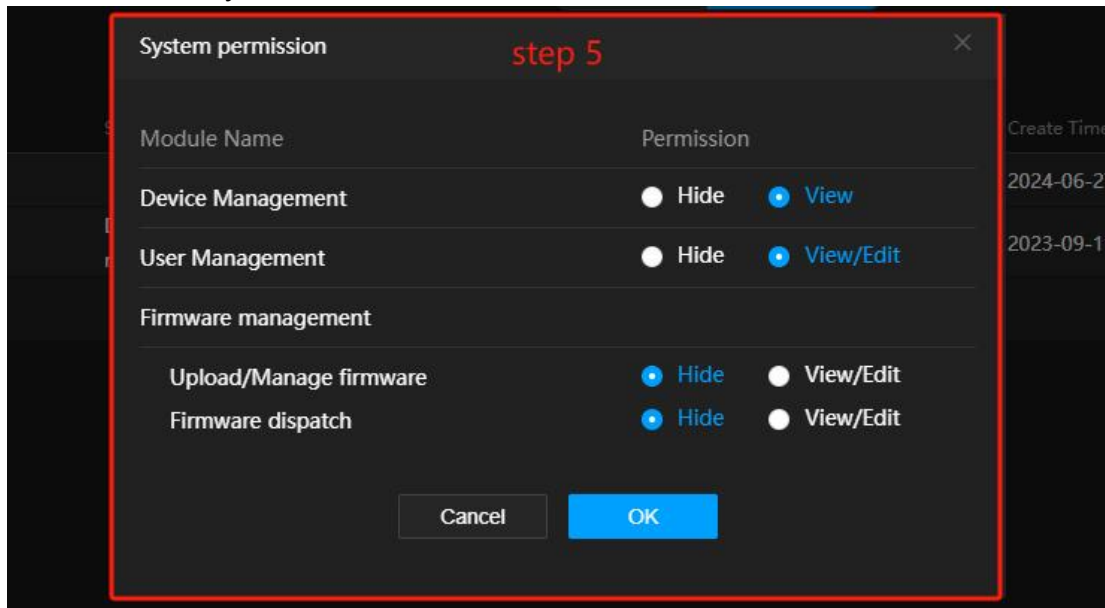 System permission
step 5
Module Name Permission
Create Time
Device Management Hide View
2024-06-2
User Management Hide View/Edit
2023-09-1
Firmware management
Upload/Manage firmware Hide View/Edit
Firmware dispatch Hide View/Edit
Cancel OK